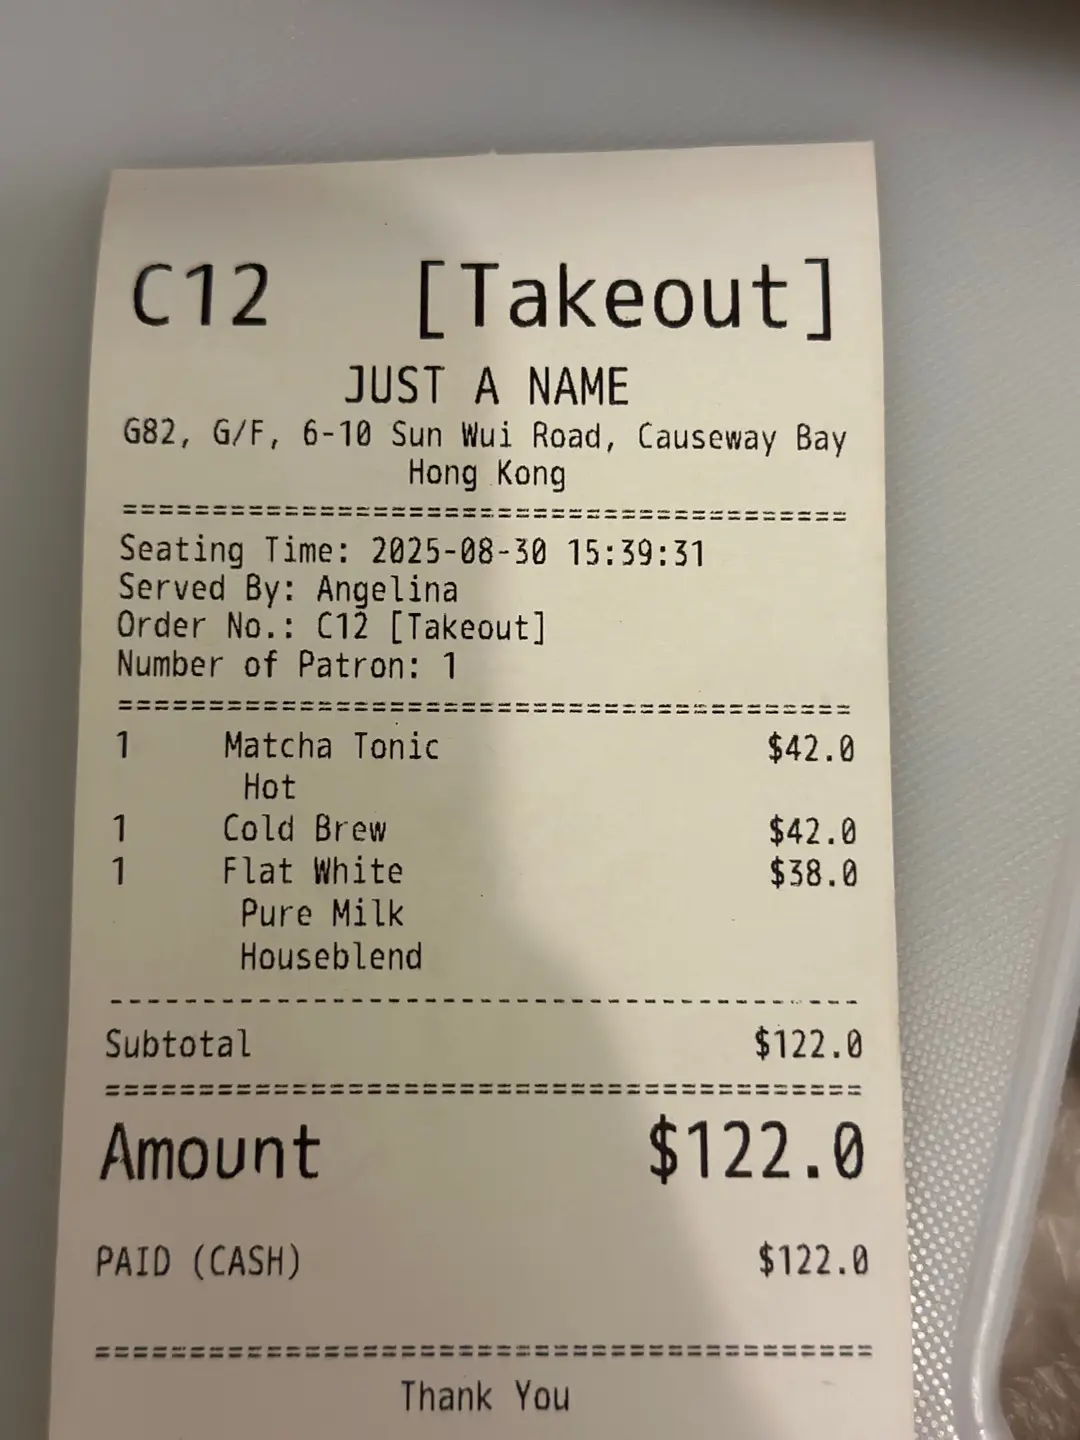 C12 [Takeout]
JUST A NAME
G82, G/F, 6-10 Sun Wui Road, Causeway Bay
Hong Kong
=========================================
Seating Time: 2025-08-30 15:39:31
Served By: Angelina
Order No.: C12 [Takeout]
Number of Patron: 1
=========================================
1 Matcha Tonic $42.0
Hot
1 Cold Brew $42.0
1 Flat White $38.0
Pure Milk
Houseblend
-----------------------------------------
Subtotal $122.0
=========================================
Amount $122.0
PAID (CASH) $122.0
=========================================
Thank You